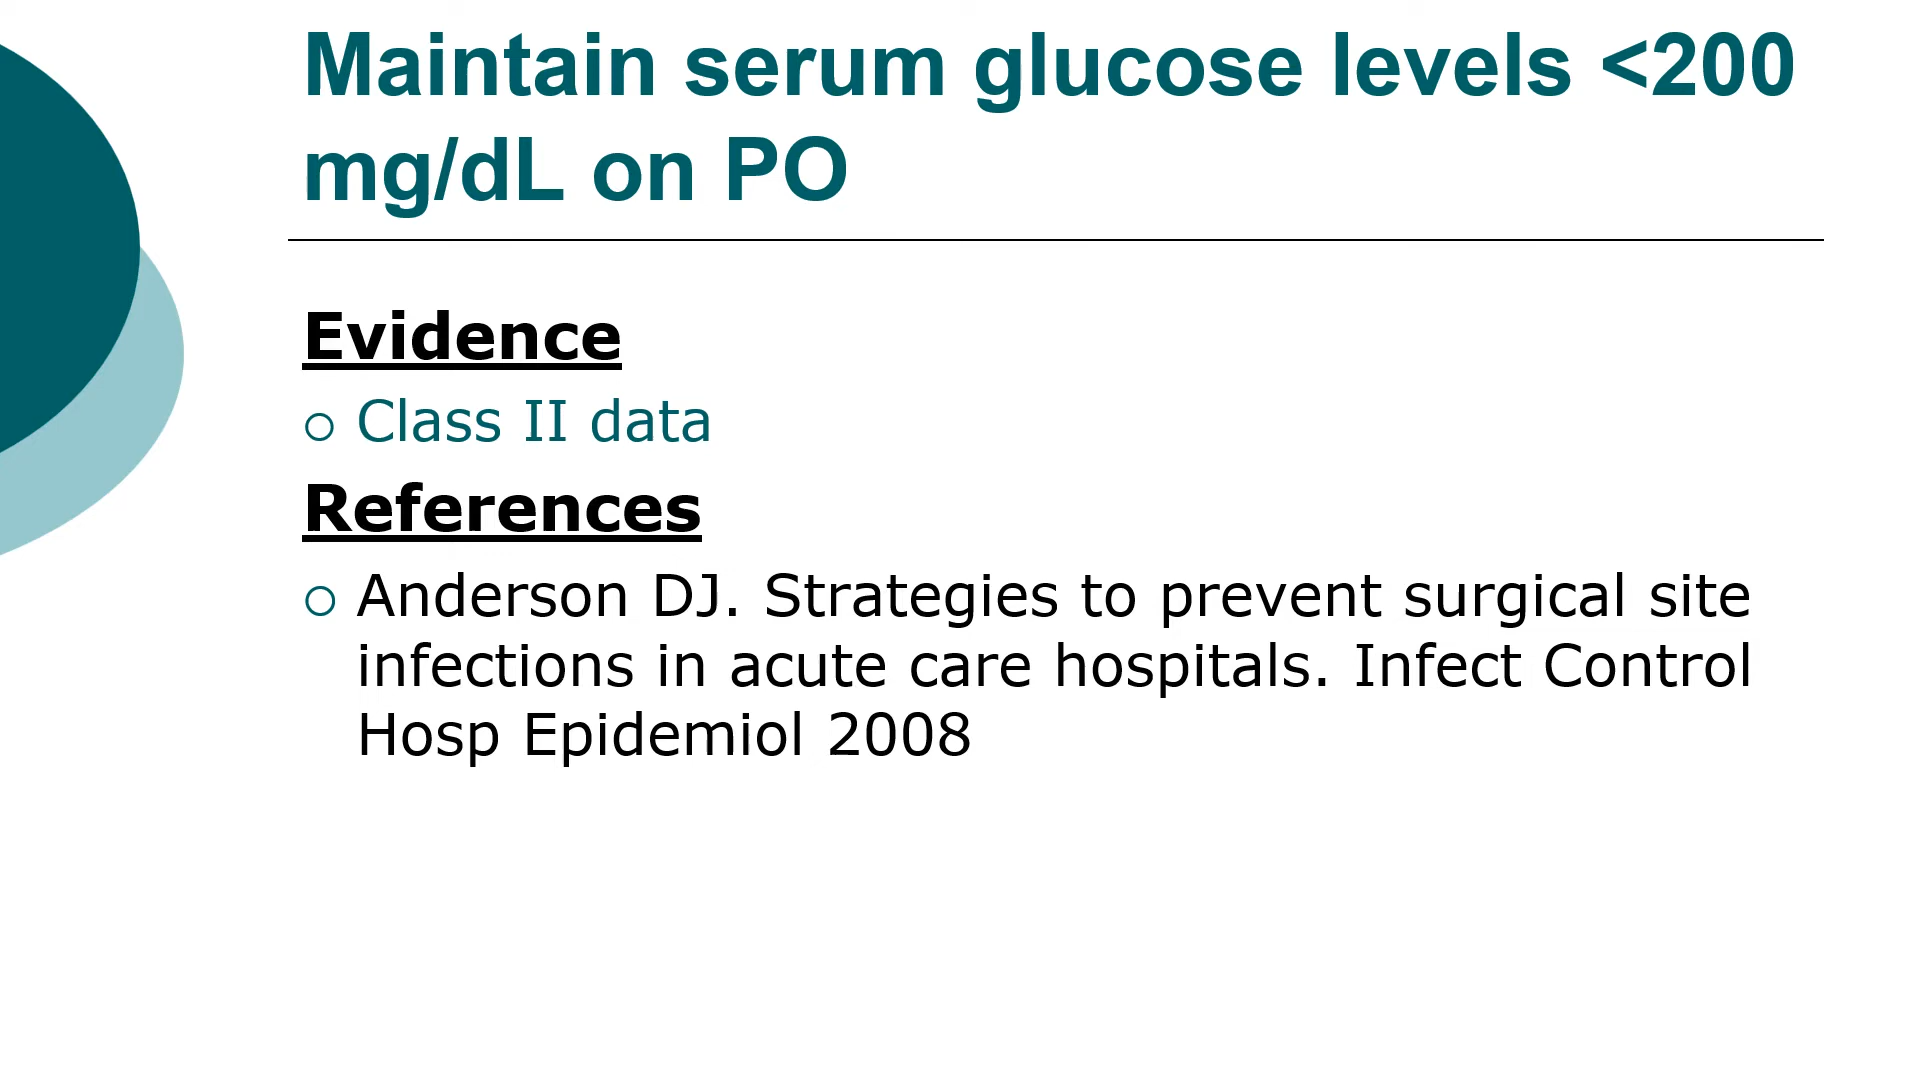 Maintain serum glucose levels <200
mg/dL on PO
Evidence
Class II data
References
Anderson DJ. Strategies to prevent surgical site
infections in acute care hospitals. Infect Control
Hosp Epidemiol 2008